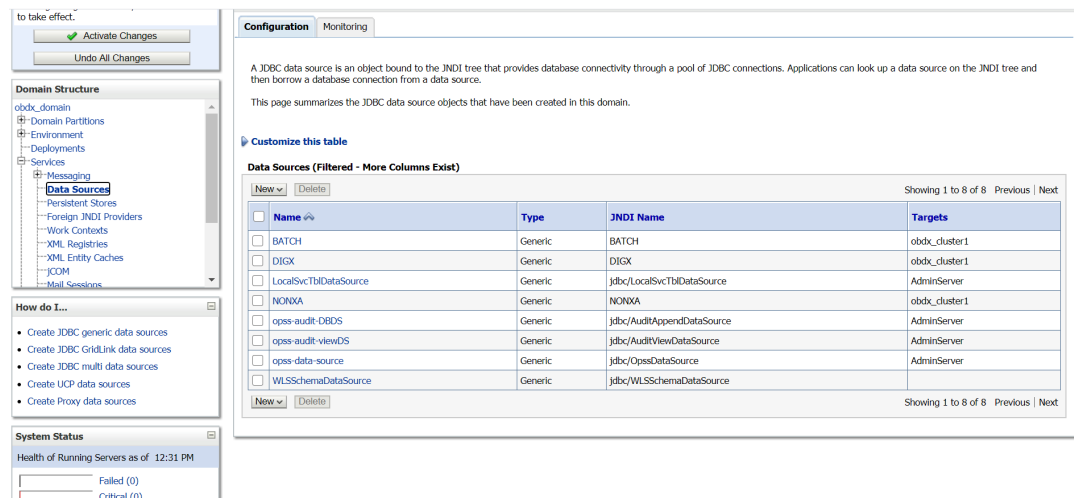 to take effect.
Activate Changes
Undo All Changes
Domain Structure
obdx_domain
Domain Partitions
Environment
Deployments
Services
Messaging
Data Sources
Persistent Stores
Foreign JNDI Providers
Work Contexts
XML Registries
XML Entity Caches
jCOM
Mail Sessions
How do I...
Create JDBC generic data sources
Create JDBC GridLink data sources
Create JDBC multi data sources
Create UCP data sources
Create Proxy data sources
System Status
Health of Running Servers as of 12:31 PM
Failed (0)
Critical (0)
Configuration Monitoring
A JDBC data source is an object bound to the JNDI tree that provides database connectivity through a pool of JDBC connections. Applications can look up a data source on the JNDI tree and
then borrow a database connection from a data source.
This page summarizes the JDBC data source objects that have been created in this domain.
Customize this table
Data Sources (Filtered - More Columns Exist)
New Delete Showing 1 to 8 of 8 Previous | Next
Name Type JNDI Name Targets
BATCH Generic BATCH obdx_cluster1
DIGX Generic DIGX obdx_cluster1
LocalSvcTblDataSource Generic jdbc/LocalSvcTblDataSource AdminServer
NONXA Generic NONXA obdx_cluster1
opss-audit-DBDS Generic jdbc/AuditAppendDataSource AdminServer
opss-audit-viewDS Generic jdbc/AuditViewDataSource AdminServer
opss-data-source Generic jdbc/OpssDataSource AdminServer
WLSSchemaDataSource Generic jdbc/WLSSchemaDataSource
New Delete Showing 1 to 8 of 8 Previous | Next